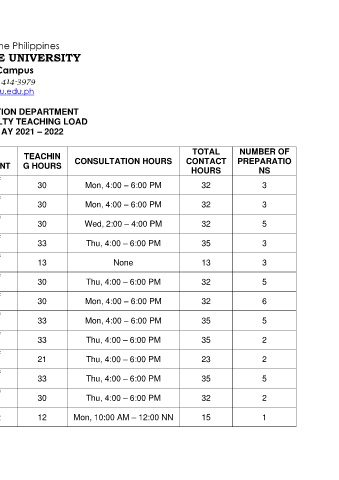 ne Philippines
E UNIVERSITY
Campus
414-3979
u.edu.ph
TION DEPARTMENT
LTY TEACHING LOAD
AY 2021 – 2022
NT TEACHIN G HOURS CONSULTATION HOURS TOTAL CONTACT HOURS NUMBER OF PREPARATIO NS
30 Mon, 4:00 – 6:00 PM 32 3
30 Mon, 4:00 – 6:00 PM 32 3
30 Wed, 2:00 – 4:00 PM 32 5
33 Thu, 4:00 – 6:00 PM 35 3
13 None 13 3
30 Thu, 4:00 – 6:00 PM 32 5
30 Mon, 4:00 – 6:00 PM 32 6
33 Mon, 4:00 – 6:00 PM 35 5
33 Thu, 4:00 – 6:00 PM 35 2
21 Thu, 4:00 – 6:00 PM 23 2
33 Thu, 4:00 – 6:00 PM 35 5
30 Thu, 4:00 – 6:00 PM 32 2
12 Mon, 10:00 AM – 12:00 NN 15 1